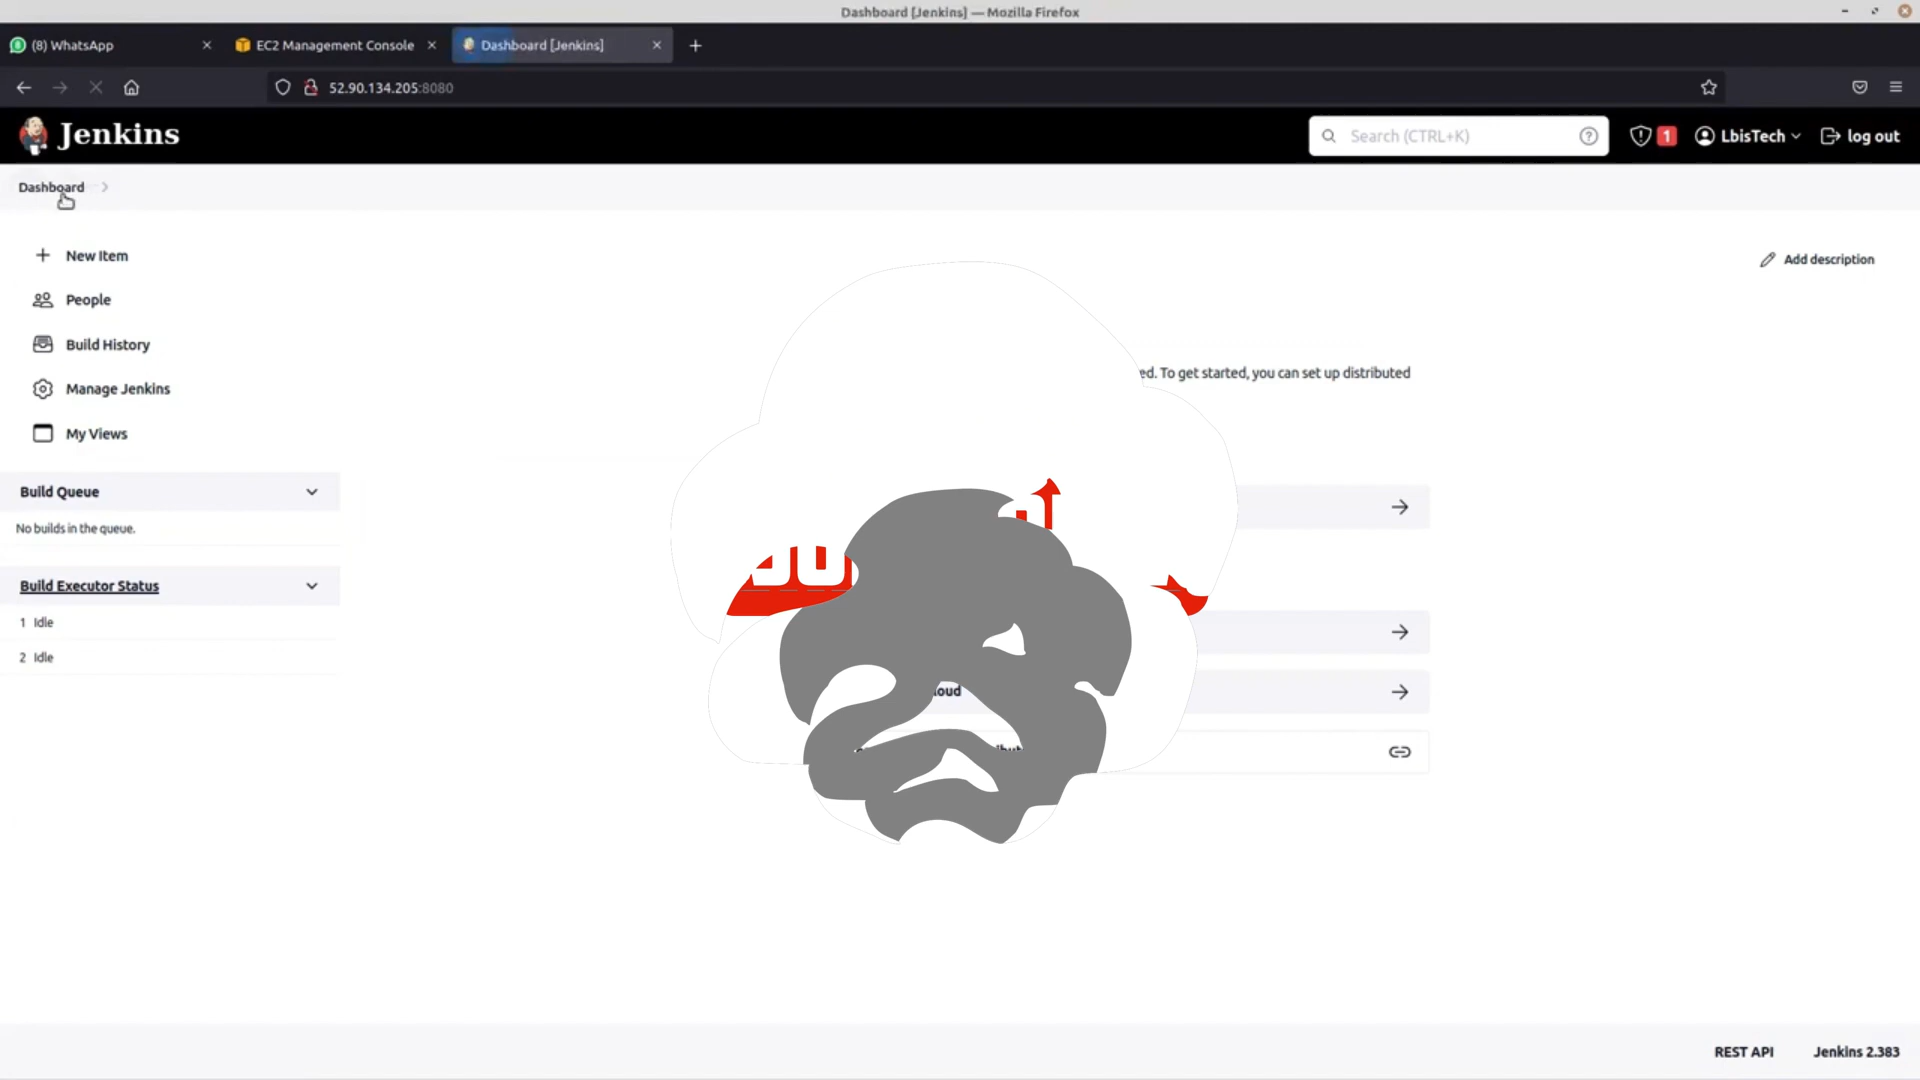 Dashboard [Jenkins] — Mozilla Firefox
(8) WhatsApp
EC2 Management Console
Dashboard [Jenkins]
52.90.134.205:8080
Jenkins
Search (CTRL+K)
1
LbisTech
log out
Dashboard
New Item
Add description
People
Build History
ed. To get started, you can set up distributed
Manage Jenkins
My Views
Build Queue
No builds in the queue.
Build Executor Status
1 Idle
2 Idle
loud
REST API
Jenkins 2.383